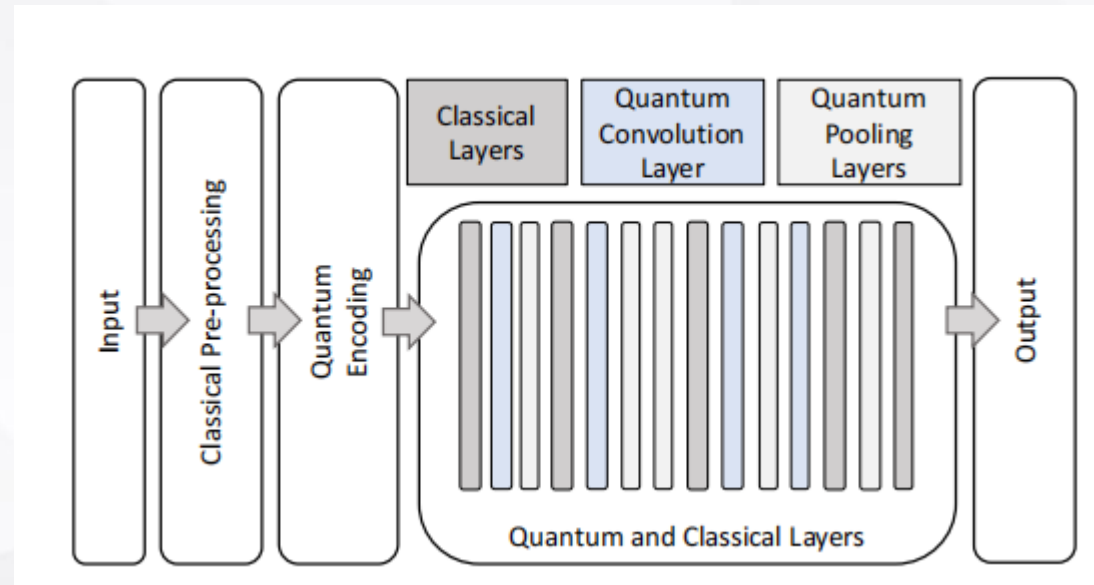 Input
Classical Pre-processing
Quantum
Encoding
Classical
Layers
Quantum
Convolution
Layer
Quantum
Pooling
Layers
Quantum and Classical Layers
Output